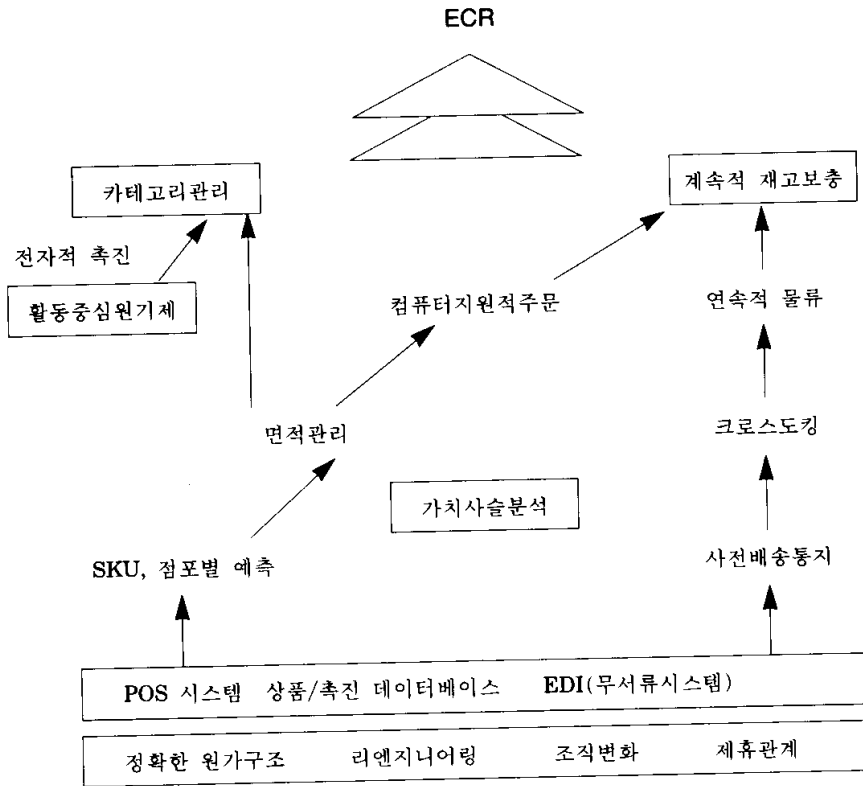 ECR
카테고리관리
계속적 재고보충
전자적 촉진
활동중심원기제
컴퓨터지원적주문
연속적 물류
면적관리
크로스도킹
가치사슬분석
SKU, 점포별 예측
사전배송통지
POS 시스템 상품/촉진 데이터베이스 EDI(무서류시스템)
정확한 원가구조 리엔지니어링 조직변화 제휴관계